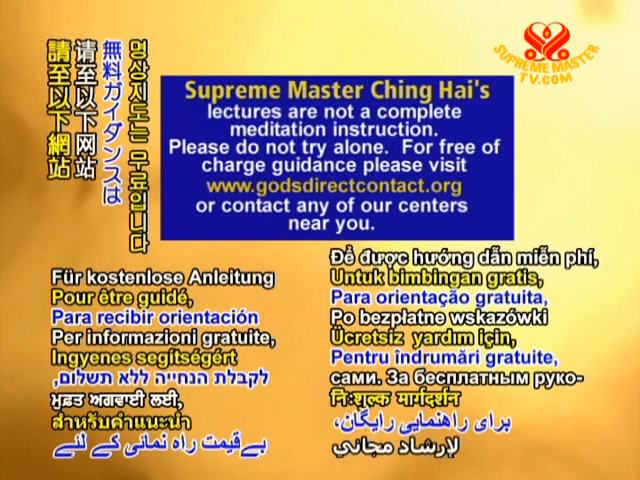 SUPREME MASTER
TV.COM
請至以下網站
请至以下网站
無料ガイダンスは
영상지도는 무료입니다
Supreme Master Ching Hai's
lectures are not a complete
meditation instruction.
Please do not try alone. For free of
charge guidance please visit
www.godsdirectcontact.org
or contact any of our centers
near you.
Für kostenlose Anleitung
Pour être guidé,
Para recibir orientación
Per informazioni gratuite,
Ingyenes segítségért
לקבלת הנחייה ללא תשלום,
ਮੁਫ਼ਤ ਅਗਵਾਈ ਲਈ,
สำหรับคำแนะนำ
بے قیمت راہ نمائی کے لئے
Để được hướng dẫn miễn phí,
Untuk bimbingan gratis,
Para orientação gratuita,
Po bezpłatne wskazówki
Ücretsiz yardım için,
Pentru îndrumări gratuite,
сами. За бесплатным руко-
निःशुल्क मार्गदर्शन
برای راهنمایی رایگان،
لإرشاد مجاني